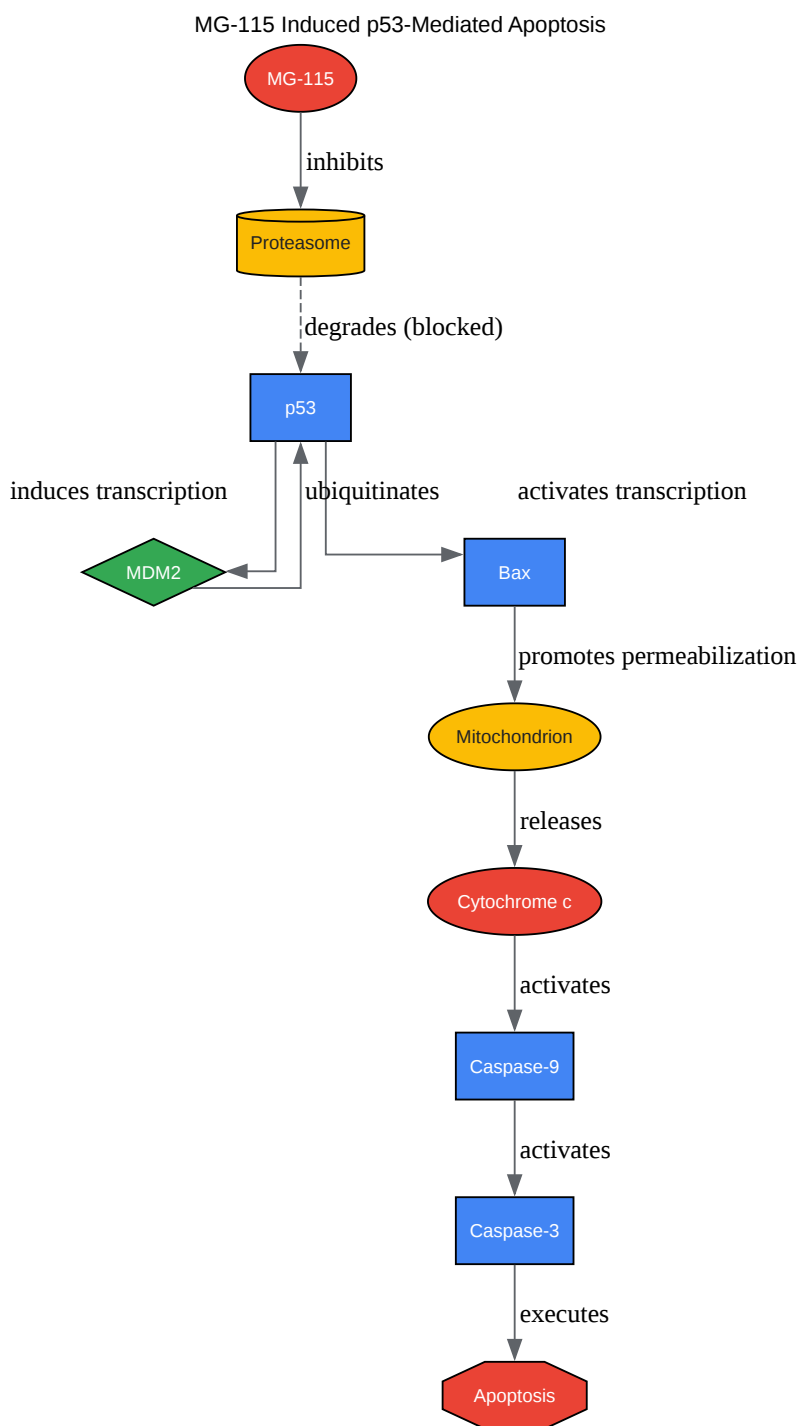 MG-115 Induced p53-Mediated Apoptosis
MG-115
inhibits
Proteasome
degrades (blocked)
p53
induces transcription
ubiquitinates
activates transcription
MDM2
Bax
promotes permeabilization
Mitochondrion
releases
Cytochrome c
activates
Caspase-9
activates
Caspase-3
executes
Apoptosis